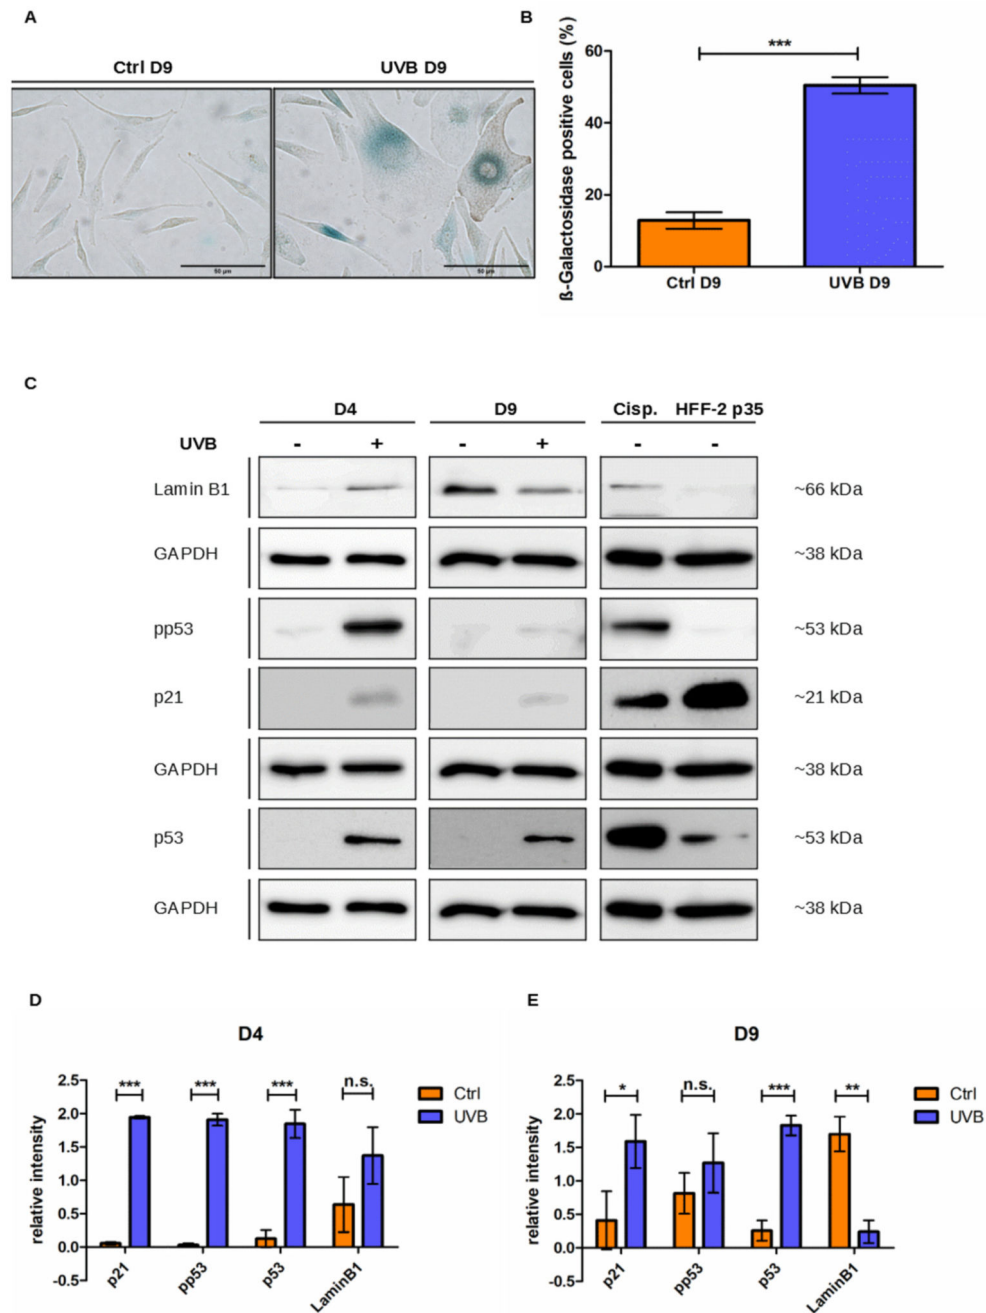 A
Ctrl D9
UVB D9
50 µm
50 µm
B
ß-Galactosidase positive cells (%)
60
40
20
0
***
Ctrl D9
UVB D9
C
D4 D9 Cisp. HFF-2 p35
UVB - + - + - -
Lamin B1 ~66 kDa
GAPDH ~38 kDa
pp53 ~53 kDa
p21 ~21 kDa
GAPDH ~38 kDa
p53 ~53 kDa
GAPDH ~38 kDa
D
D4
relative intensity
2.5
2.0
1.5
1.0
0.5
0.0
-0.5
*** *** *** n.s.
Ctrl
UVB
p21 pp53 p53 LaminB1
E
D9
relative intensity
2.5
2.0
1.5
1.0
0.5
0.0
-0.5
* n.s. *** **
Ctrl
UVB
p21 pp53 p53 LaminB1